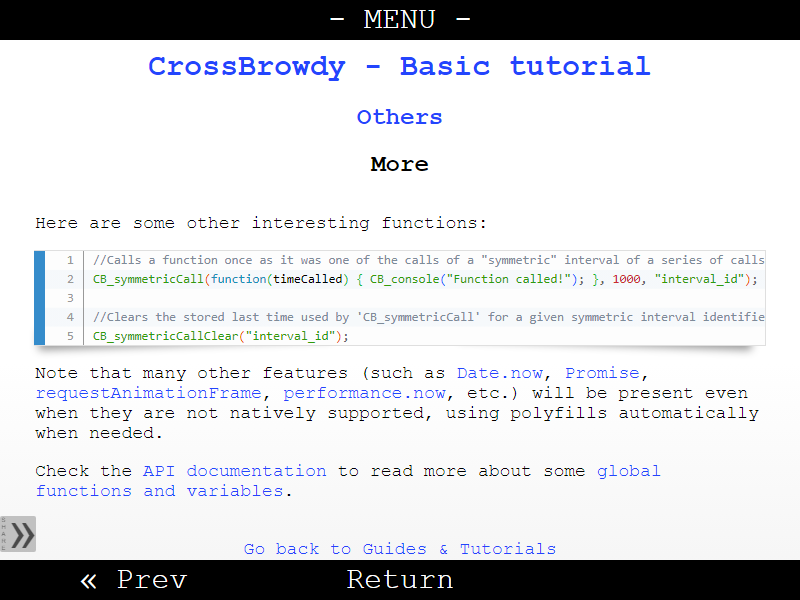 - MENU -
CrossBrowdy - Basic tutorial
Others
More
Here are some other interesting functions:
1 //Calls a function once as it was one of the calls of a "symmetric" interval of a series of calls
2 CB_symmetricCall(function(timeCalled) { CB_console("Function called!"); }, 1000, "interval_id");
3
4 //Clears the stored last time used by 'CB_symmetricCall' for a given symmetric interval identifie
5 CB_symmetricCallClear("interval_id");
Note that many other features (such as Date.now, Promise,
requestAnimationFrame, performance.now, etc.) will be present even
when they are not natively supported, using polyfills automatically
when needed.
Check the API documentation to read more about some global
functions and variables.
SHARE »
Go back to Guides & Tutorials
« Prev Return